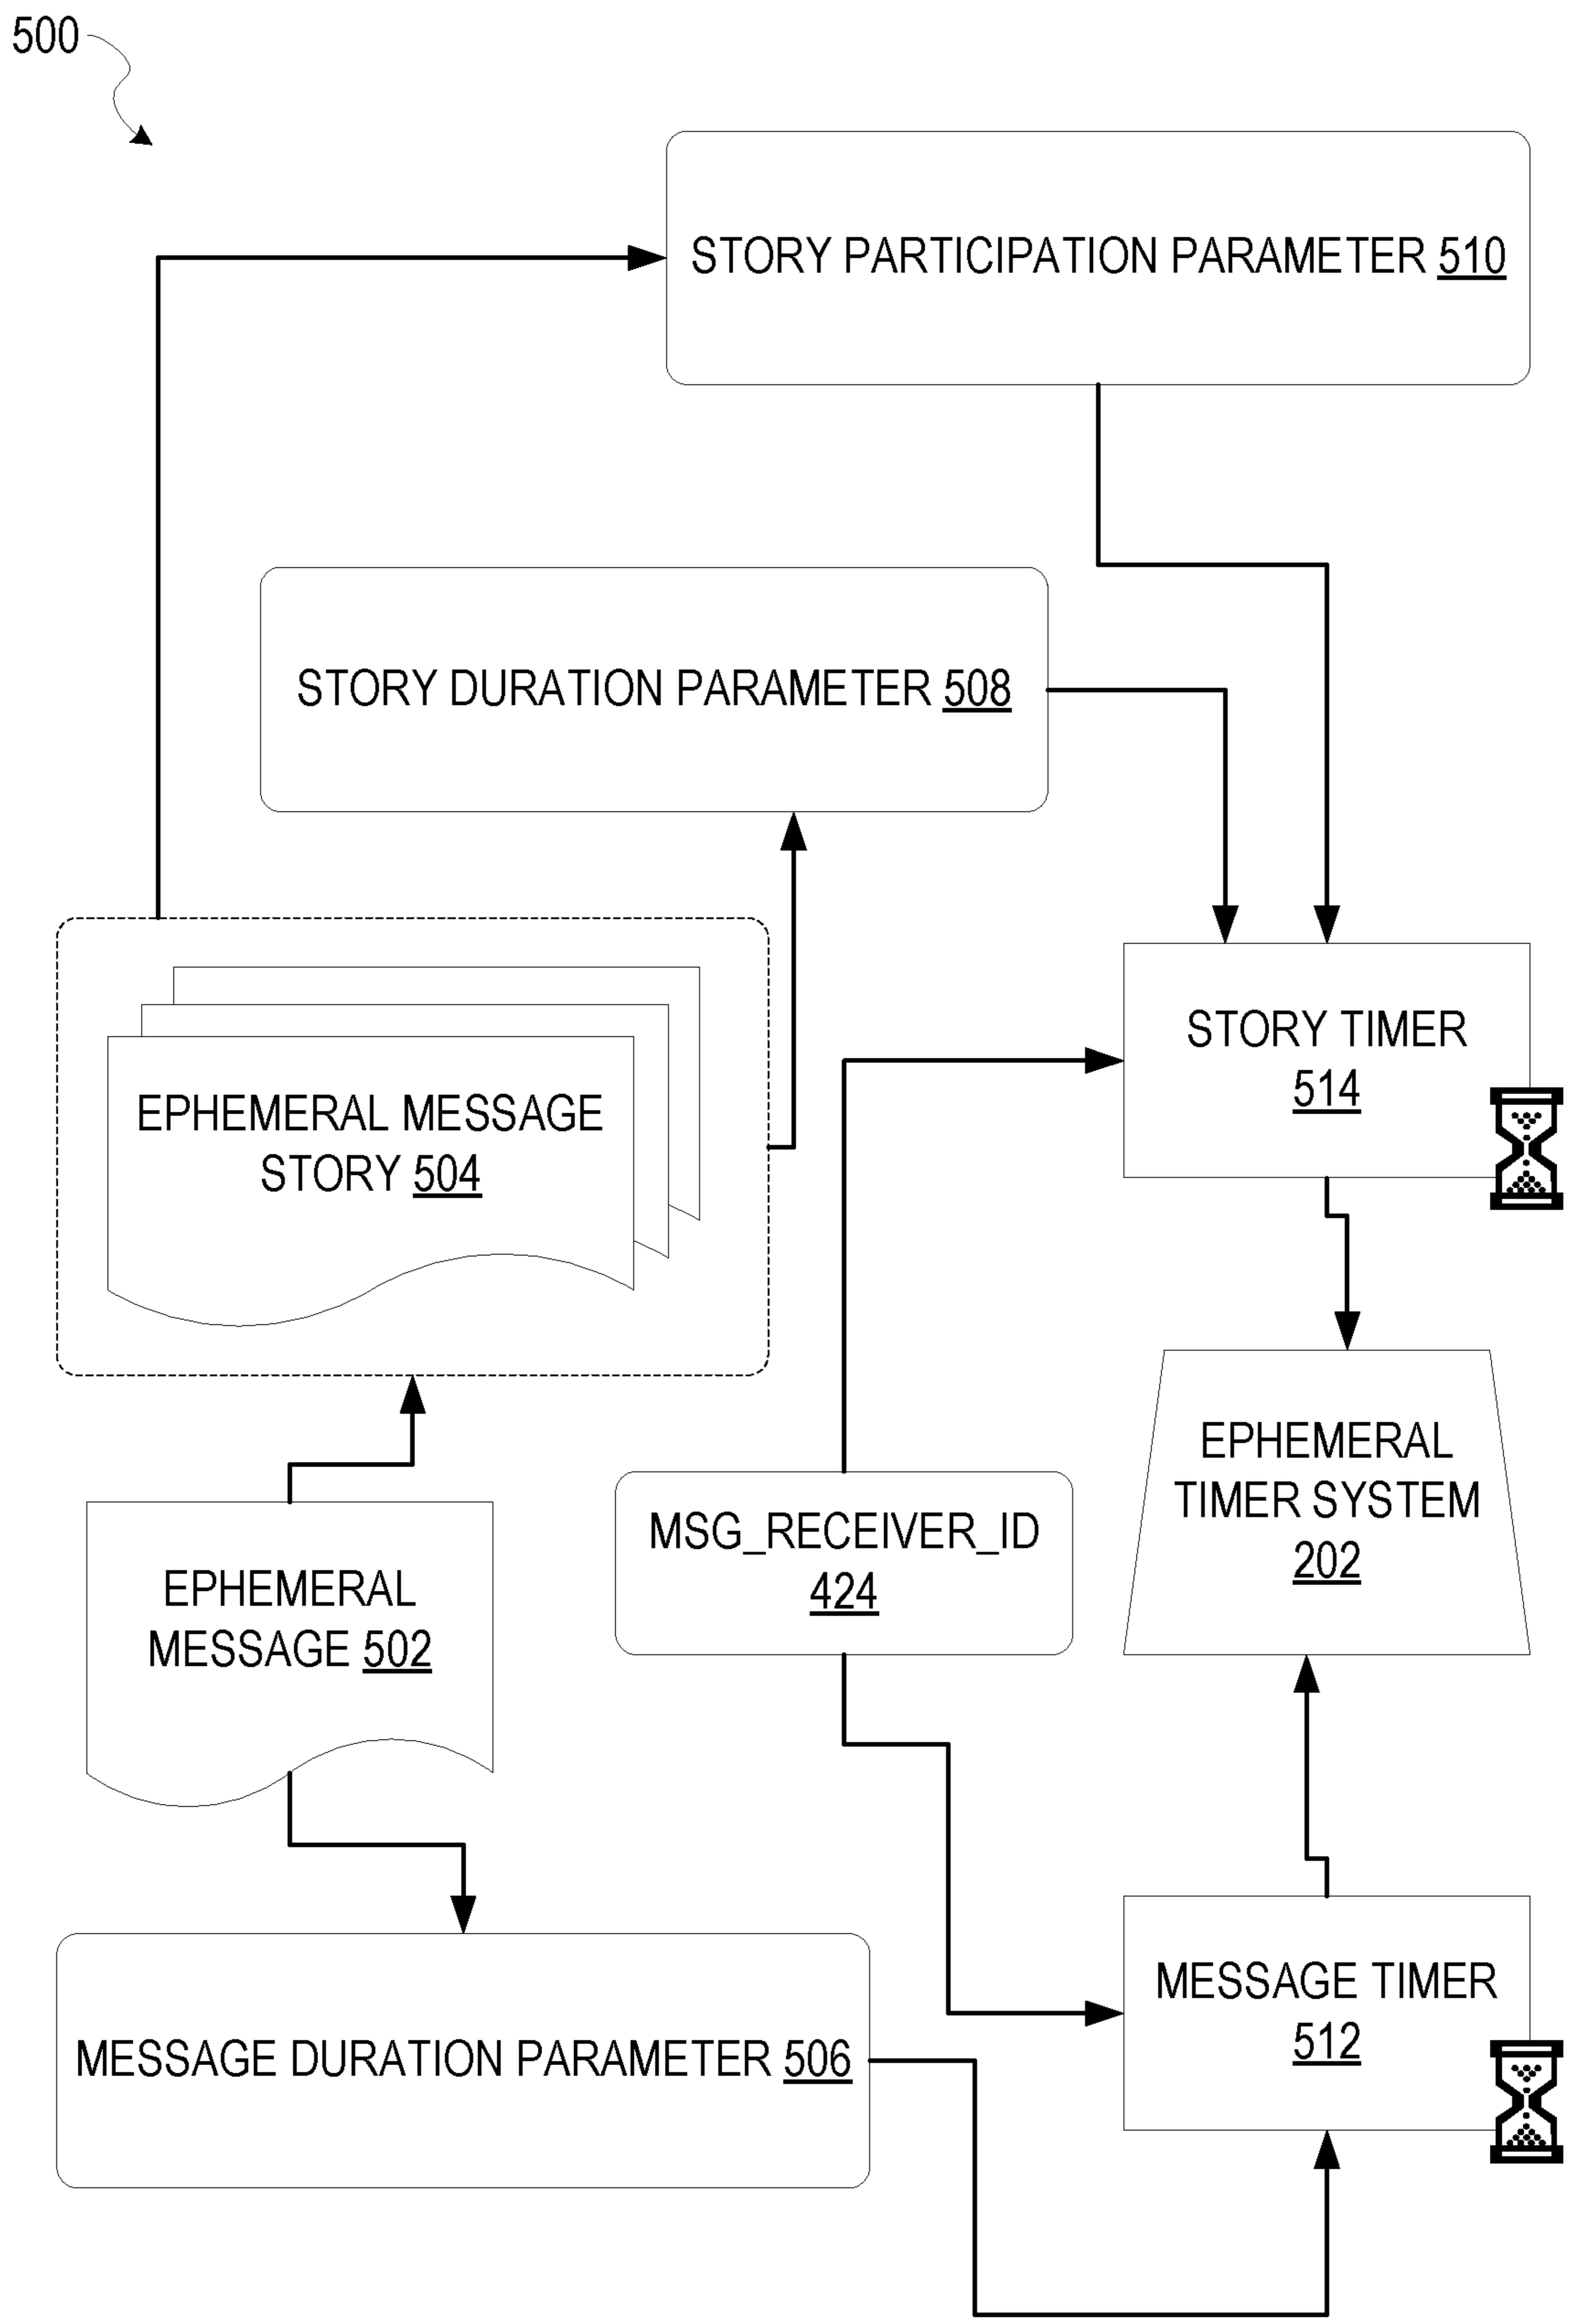 500
STORY PARTICIPATION PARAMETER 510
STORY DURATION PARAMETER 508
STORY TIMER
514
EPHEMERAL MESSAGE
STORY 504
EPHEMERAL
TIMER SYSTEM
202
MSG_RECEIVER_ID
424
EPHEMERAL
MESSAGE 502
MESSAGE TIMER
512
MESSAGE DURATION PARAMETER 506